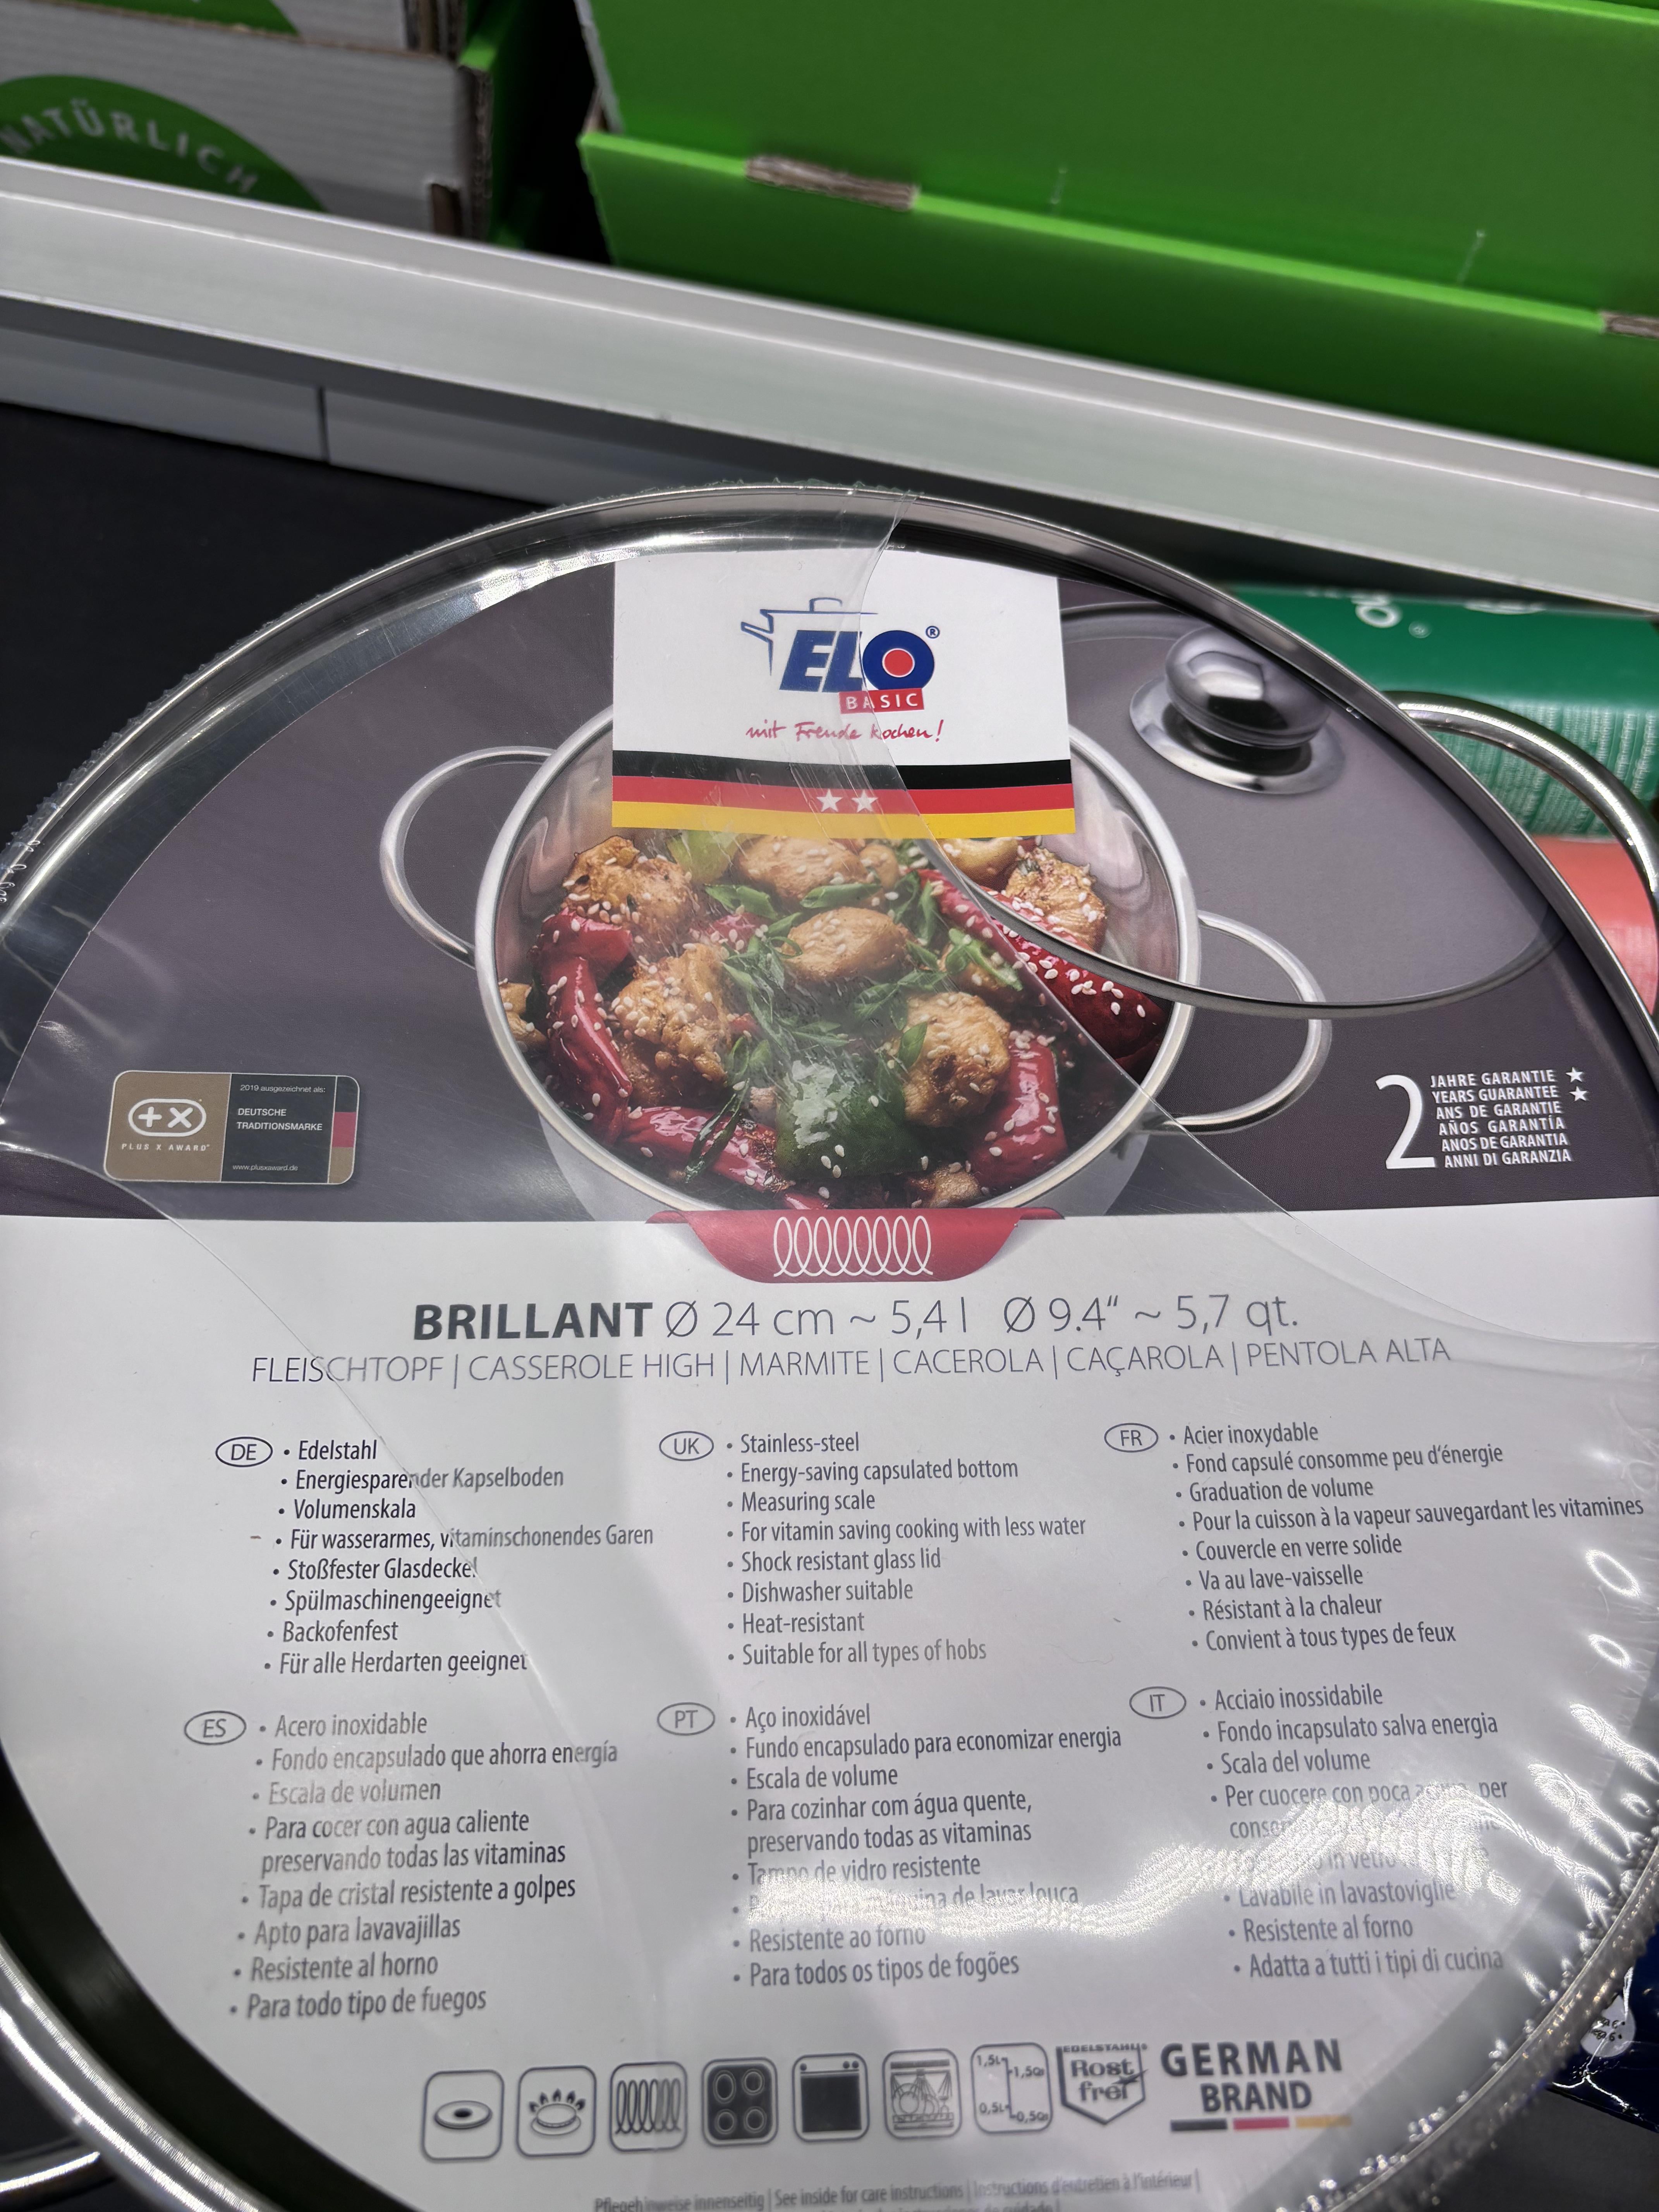 NATÜRLICH
ELO®
BASIC
mit Freude kochen!
2019 ausgezeichnet als:
DEUTSCHE
TRADITIONSMARKE
PLUS X AWARD
www.plusxaward.de
2
JAHRE GARANTIE
YEARS GUARANTEE
ANS DE GARANTIE
AÑOS GARANTÍA
ANOS DE GARANTIA
ANNI DI GARANZIA
BRILLANT Ø 24 cm ~ 5,4 l Ø 9.4“ ~ 5,7 qt.
FLEISCHTOPF | CASSEROLE HIGH | MARMITE | CACEROLA | CAÇAROLA | PENTOLA ALTA
DE • Edelstahl
• Energiesparender Kapselboden
• Volumenskala
• Für wasserarmes, vitaminschonendes Garen
• Stoßfester Glasdeckel
• Spülmaschinengeeignet
• Backofenfest
• Für alle Herdarten geeignet
UK • Stainless-steel
• Energy-saving capsulated bottom
• Measuring scale
• For vitamin saving cooking with less water
• Shock resistant glass lid
• Dishwasher suitable
• Heat-resistant
• Suitable for all types of hobs
FR • Acier inoxydable
• Fond capsulé consomme peu d‘énergie
• Graduation de volume
• Pour la cuisson à la vapeur sauvegardant les vitamines
• Couvercle en verre solide
• Va au lave-vaisselle
• Résistant à la chaleur
• Convient à tous types de feux
ES • Acero inoxidable
• Fondo encapsulado que ahorra energía
• Escala de volumen
• Para cocer con agua caliente
preservando todas las vitaminas
• Tapa de cristal resistente a golpes
• Apto para lavavajillas
• Resistente al horno
• Para todo tipo de fuegos
PT • Aço inoxidável
• Fundo encapsulado para economizar energia
• Escala de volume
• Para cozinhar com água quente,
preservando todas as vitaminas
• Tampo de vidro resistente
• de lavar louça
• Resistente ao forno
• Para todos os tipos de fogões
IT • Acciaio inossidabile
• Fondo incapsulato salva energia
• Scala del volume
• Per cuocere con poca per
in vetro
• Lavabile in lavastoviglie
• Resistente al forno
• Adatta a tutti i tipi di cucina
1,5L 1,5Qt
0,5L 0,5Qt
EDELSTAHL
Rost
frei
GERMAN
BRAND
Pflegehinweise innenseitig | See inside for care instructions | Instructions d'entretien à l'intérieur |